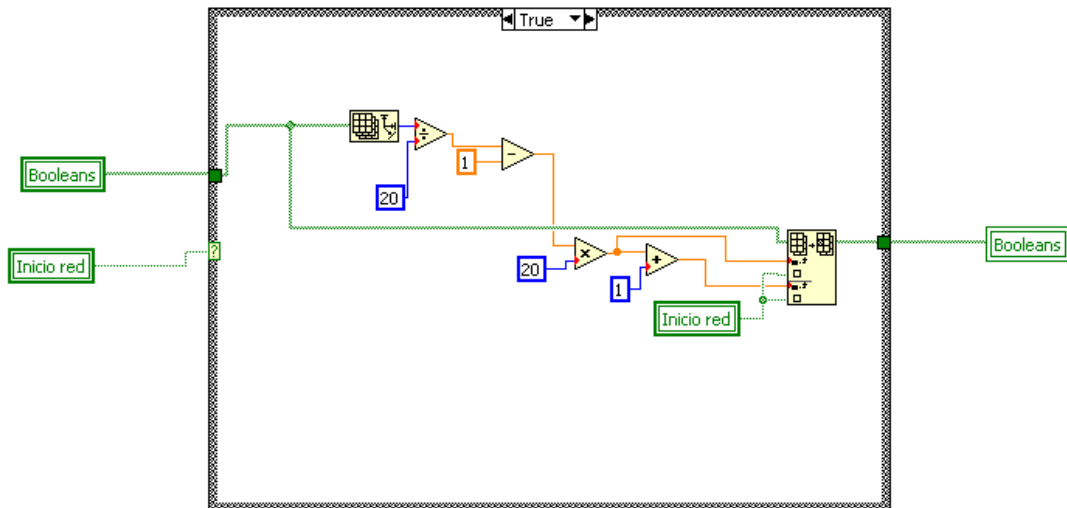 True
Booleans
÷
1
−
20
Inicio red
20
×
+
1
Inicio red
Booleans
?